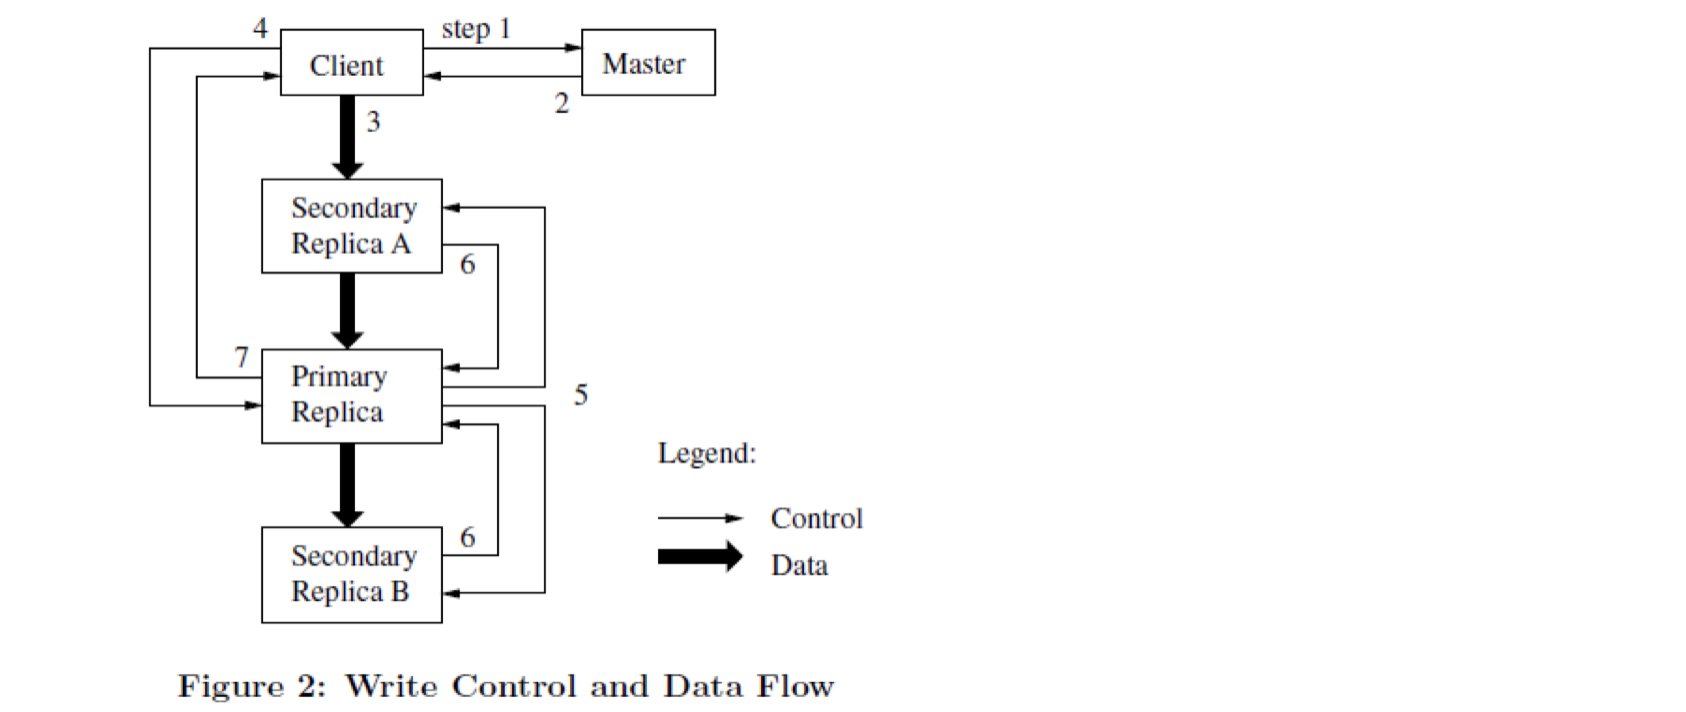 4
step 1
Client
Master
2
3
Secondary
Replica A
6
7
Primary
Replica
5
Legend:
Control
6
Secondary
Replica B
Data
Figure 2: Write Control and Data Flow